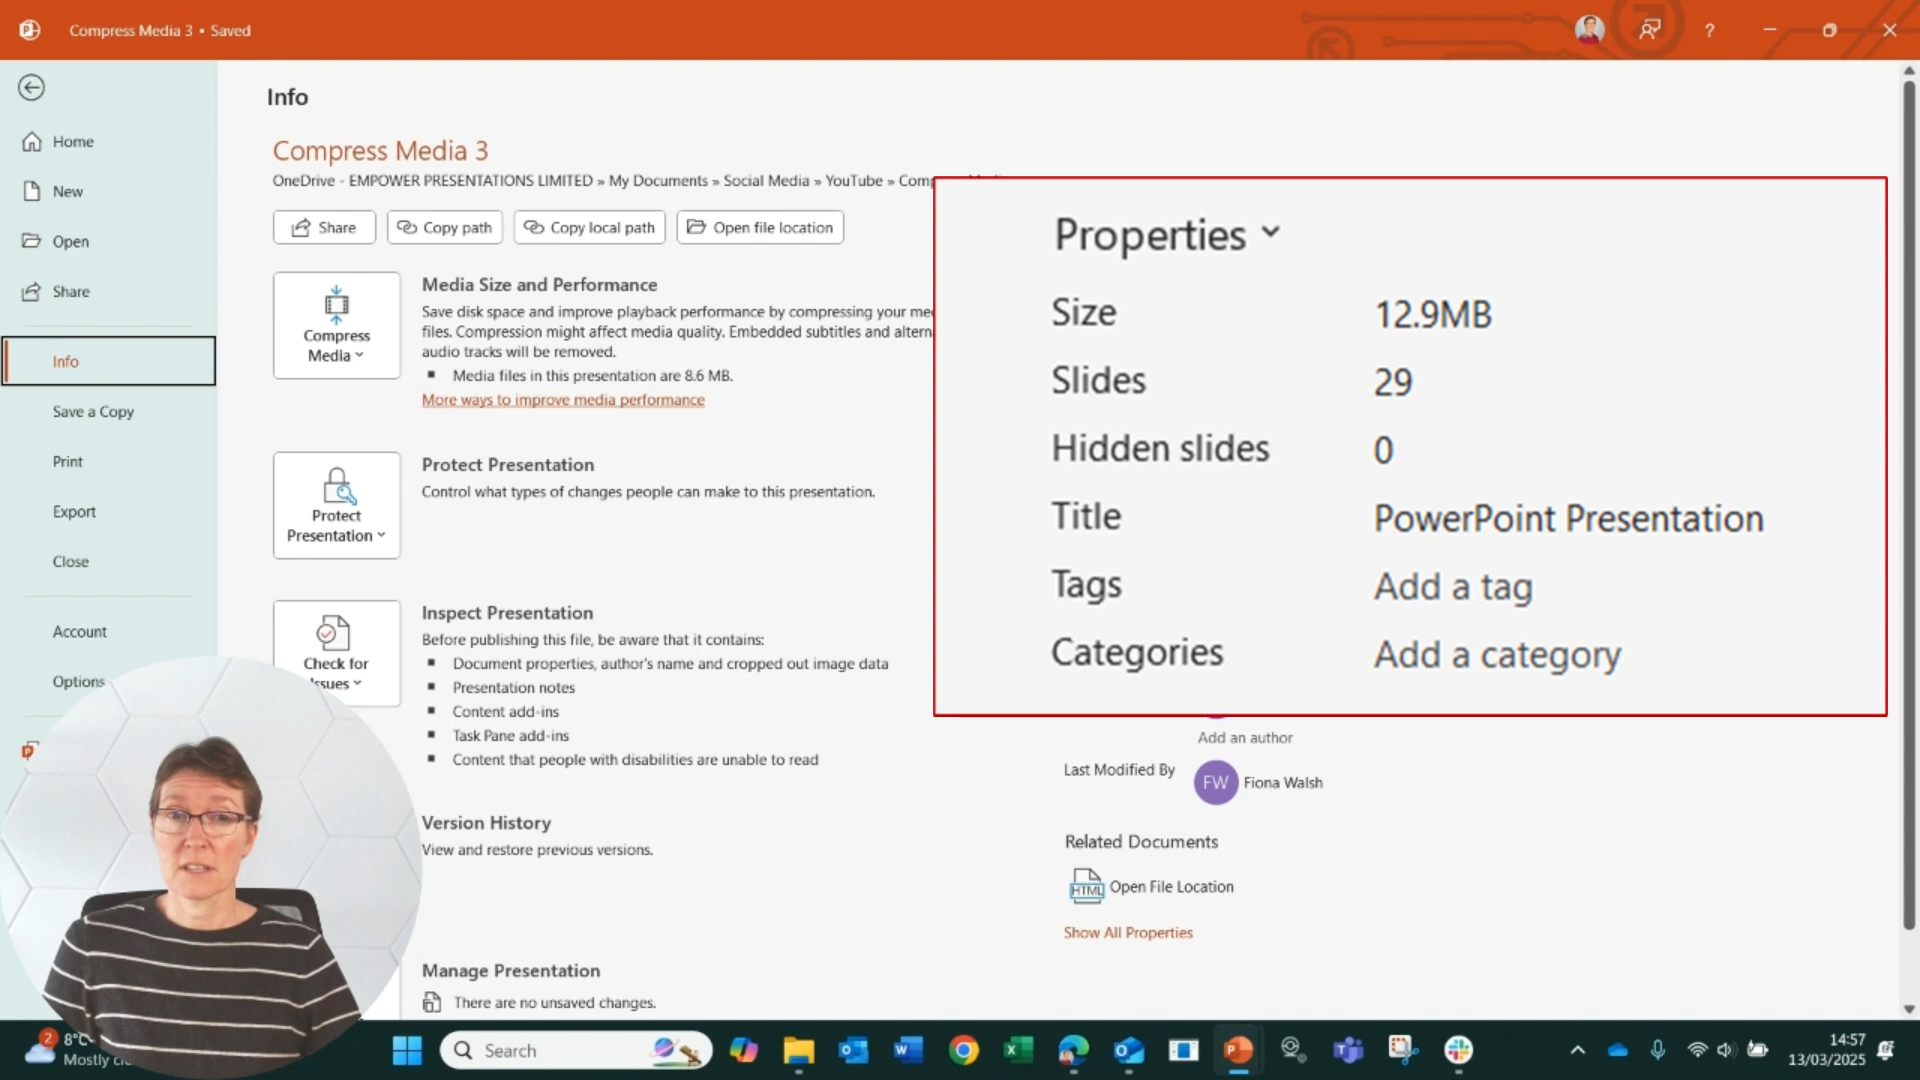 Compress Media 3 • Saved
?
Home
New
Open
Share
Info
Save a Copy
Print
Export
Close
Account
Options
Info
Compress Media 3
OneDrive - EMPOWER PRESENTATIONS LIMITED » My Documents » Social Media » YouTube »
Share
Copy path
Copy local path
Open file location
Compress
Media
Media Size and Performance
Save disk space and improve playback performance by compressing your
files. Compression might affect media quality. Embedded subtitles and
audio tracks will be removed.
Media files in this presentation are 8.6 MB.
More ways to improve media performance
Protect
Presentation
Protect Presentation
Control what types of changes people can make to this presentation.
Check for
Issues
Inspect Presentation
Before publishing this file, be aware that it contains:
Document properties, author's name and cropped out image data
Presentation notes
Content add-ins
Task Pane add-ins
Content that people with disabilities are unable to read
Version History
View and restore previous versions.
Manage Presentation
There are no unsaved changes.
Properties
Size 12.9MB
Slides 29
Hidden slides 0
Title PowerPoint Presentation
Tags Add a tag
Categories Add a category
Add an author
Last Modified By
FW Fiona Walsh
Related Documents
HTML Open File Location
Show All Properties
2
8°C
Mostly
Search
14:57
13/03/2025